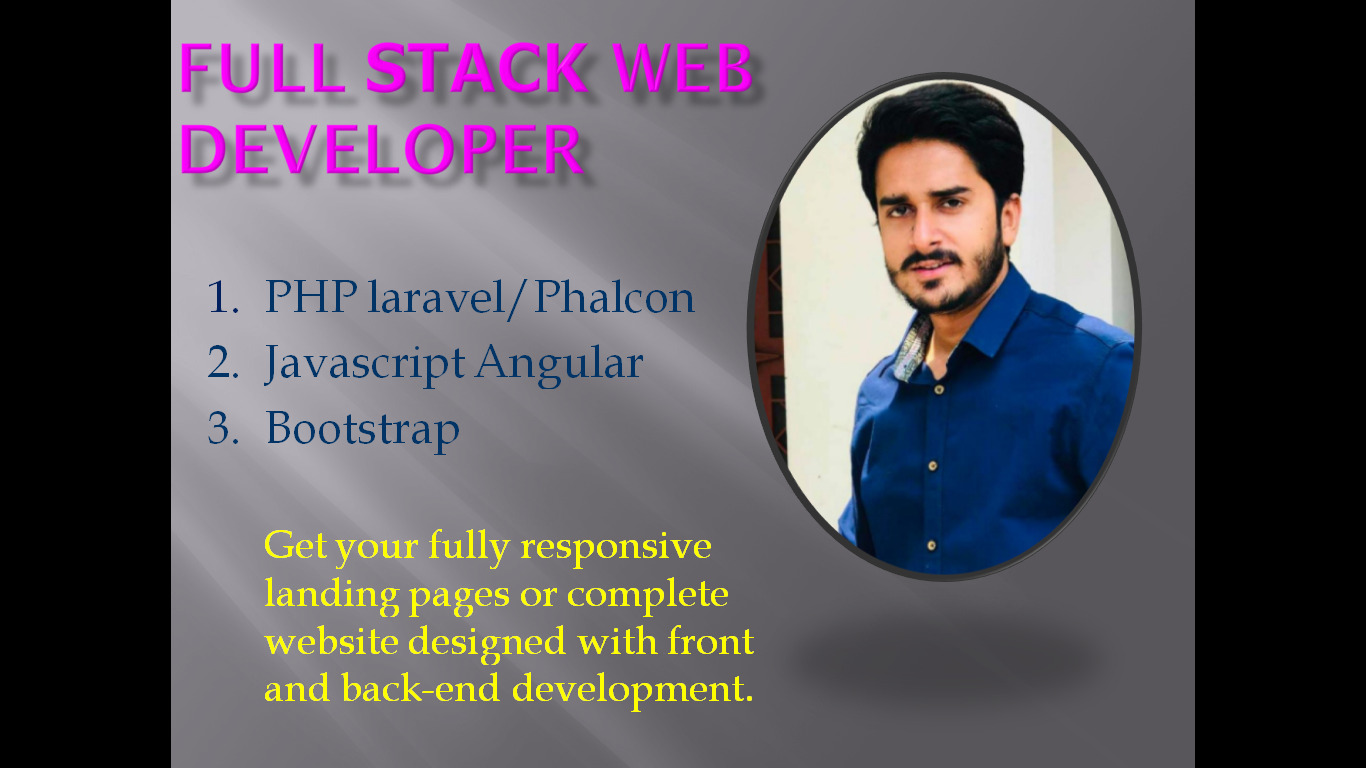 FULL STACK WEB
DEVELOPER
1. PHP laravel/Phalcon
2. Javascript Angular
3. Bootstrap
Get your fully responsive
landing pages or complete
website designed with front
and back-end development.